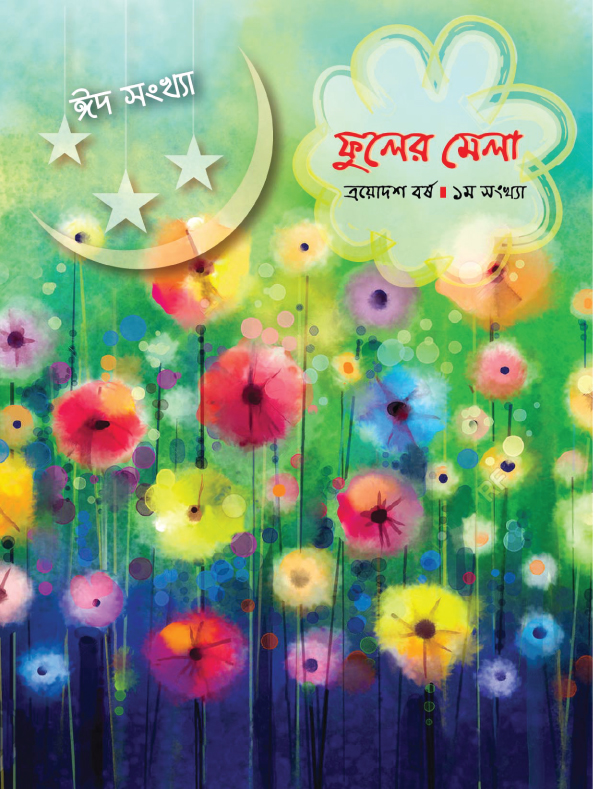 ঈদ সংখ্যা
ফুলের মেলা
ত্রয়োদশ বর্ষ ▮ ১ম সংখ্যা